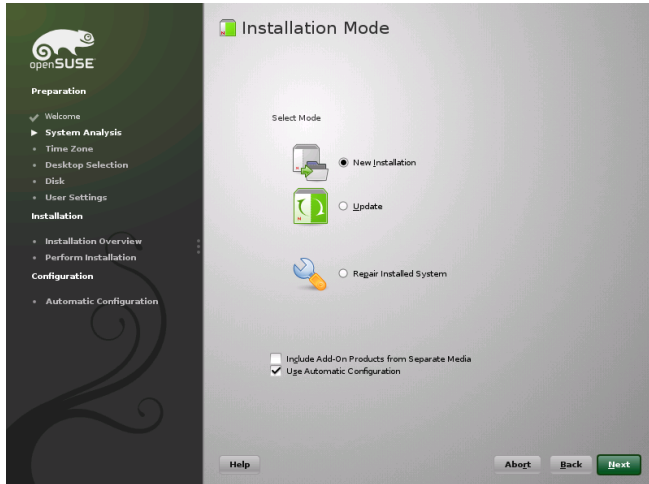 openSUSE
Preparation
Welcome
System Analysis
Time Zone
Desktop Selection
Disk
User Settings
Installation
Installation Overview
Perform Installation
Configuration
Automatic Configuration
Installation Mode
Select Mode
New Installation
Update
Repair Installed System
Include Add-On Products from Separate Media
Use Automatic Configuration
Help
Abort
Back
Next